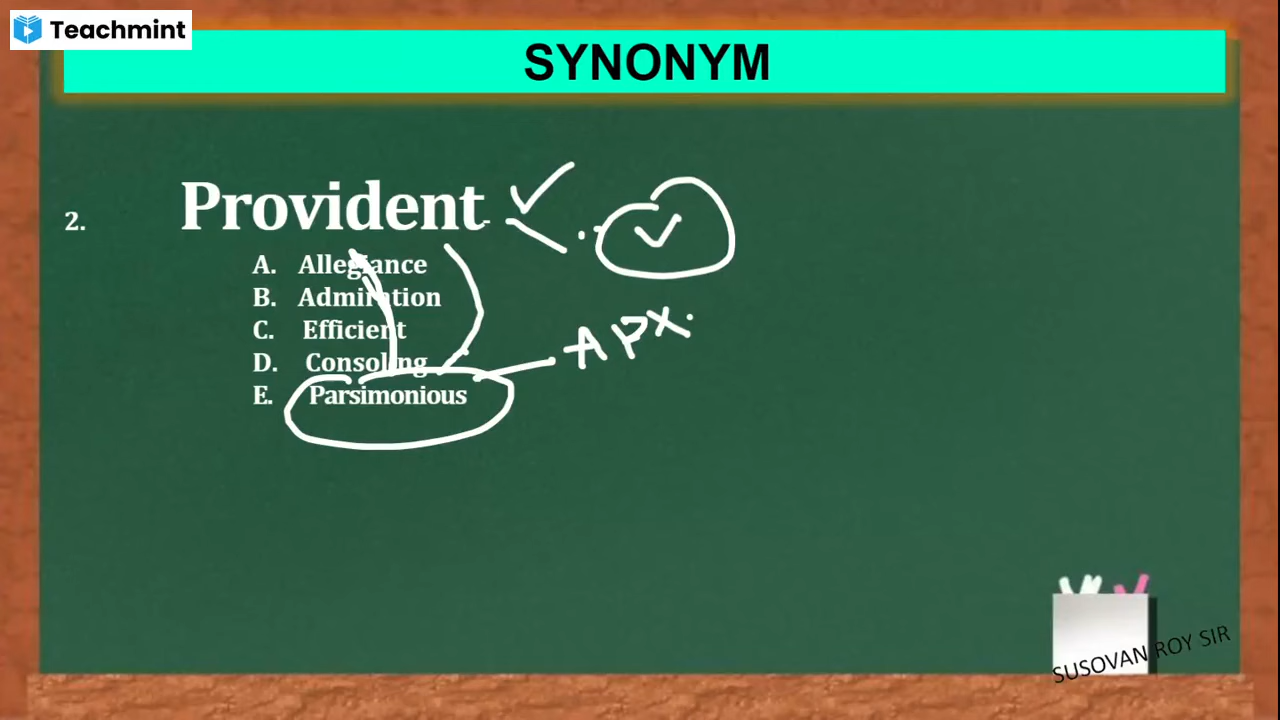 Teachmint
SYNONYM
2. Provident-
A. Allegiance
B. Admiration
C. Efficient
D. Consoling
E. Parsimonious
APX.
SUSOVAN ROY SIR